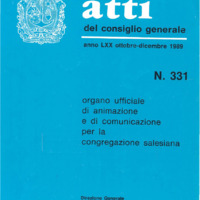 atti
del consiglio generale
anno LXX ottobre-dicembre 1989
N. 331
organo ufficiale
di animazione
e di comunicazione
per la
congregazione salesiana
Direzione Generale